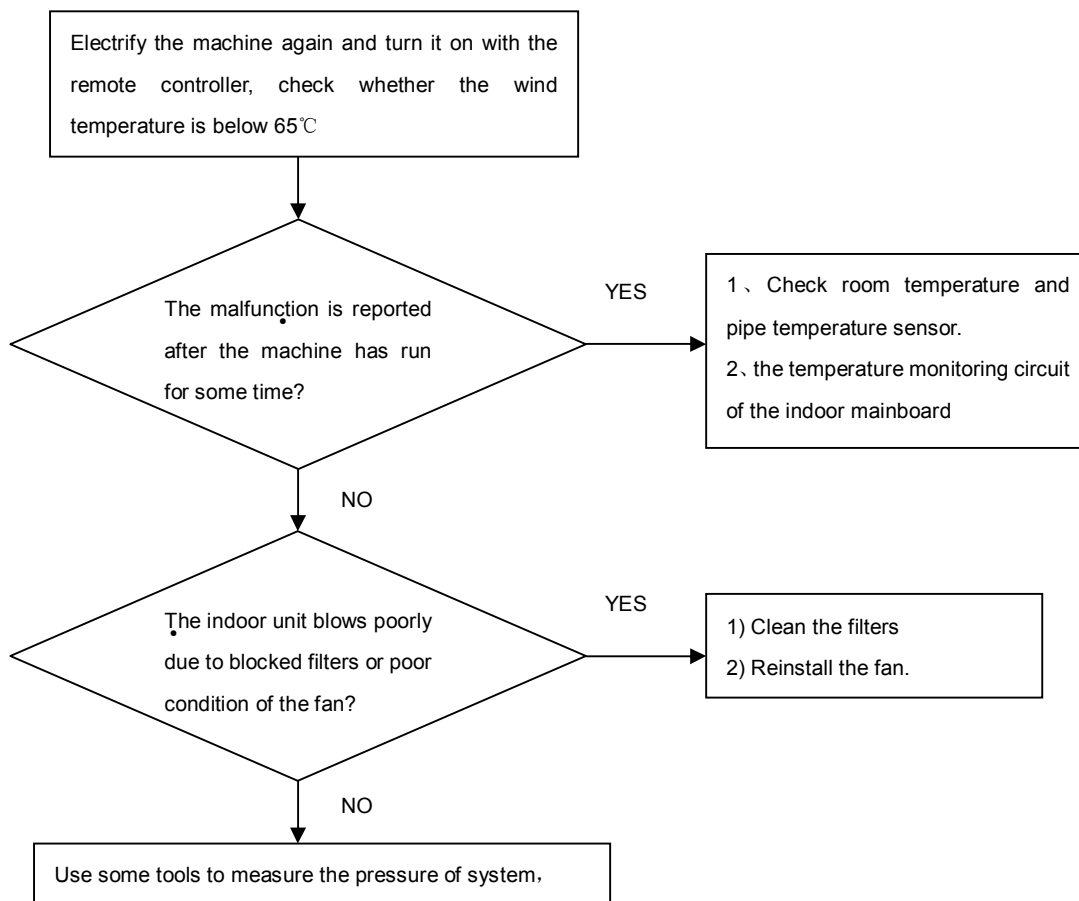 Electrify the machine again and turn it on with the
remote controller, check whether the wind
temperature is below 65℃
The malfunction is reported
after the machine has run
for some time?
YES
1、Check room temperature and
pipe temperature sensor.
2、the temperature monitoring circuit
of the indoor mainboard
NO
The indoor unit blows poorly
due to blocked filters or poor
condition of the fan?
YES
1) Clean the filters
2) Reinstall the fan.
NO
Use some tools to measure the pressure of system，